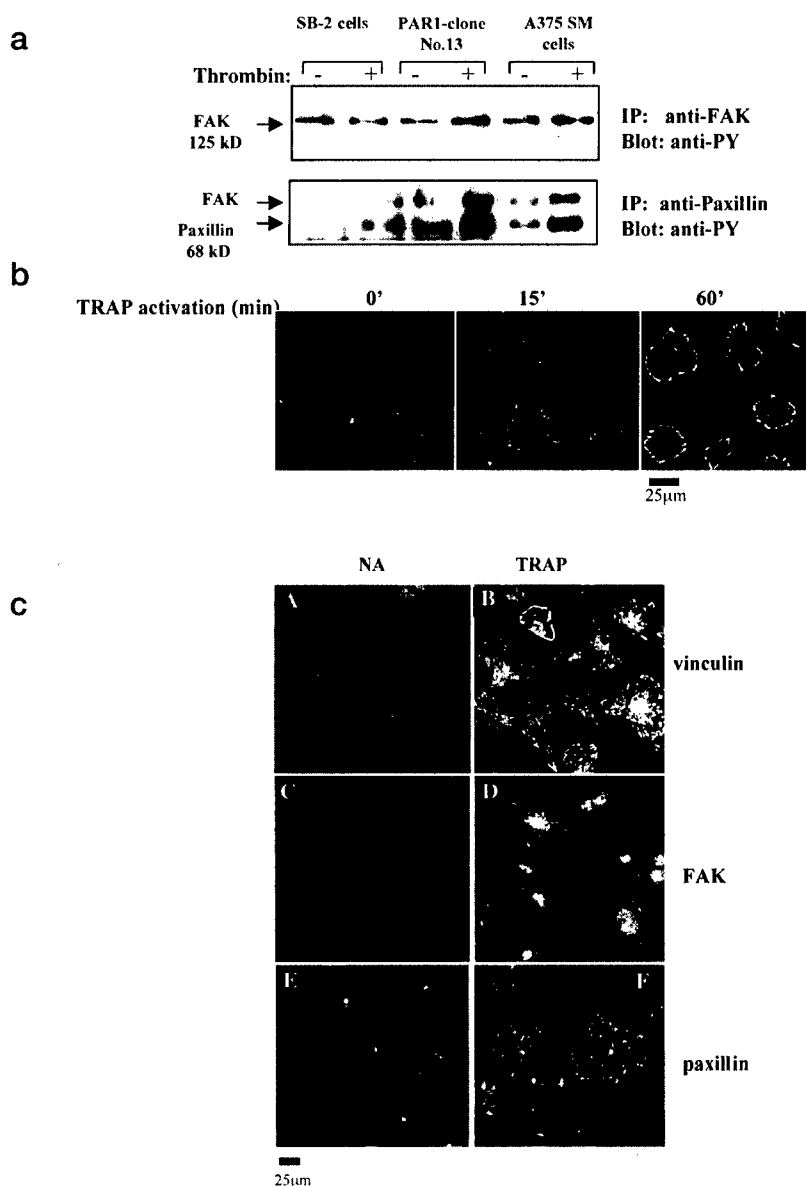 a
SB-2 cells
PAR1-clone No.13
A375 SM cells
Thrombin: - + - + - +
FAK
125 kD
IP: anti-FAK
Blot: anti-PY
FAK
Paxillin
68 kD
IP: anti-Paxillin
Blot: anti-PY
b
TRAP activation (min)
0' 15' 60'
25µm
c
NA TRAP
A B
vinculin
C D
FAK
E F
paxillin
25µm